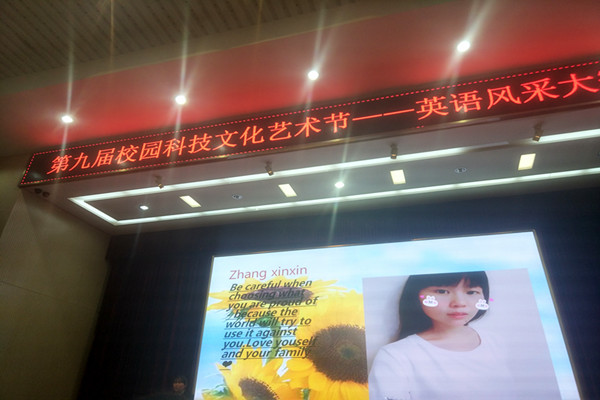 第九届校园科技文化艺术节——英语风采大
Zhang xinxin
Be careful when
choosing what
you are proud of
, because the
world will try to
use it against
you.Love youself
and your family
❤